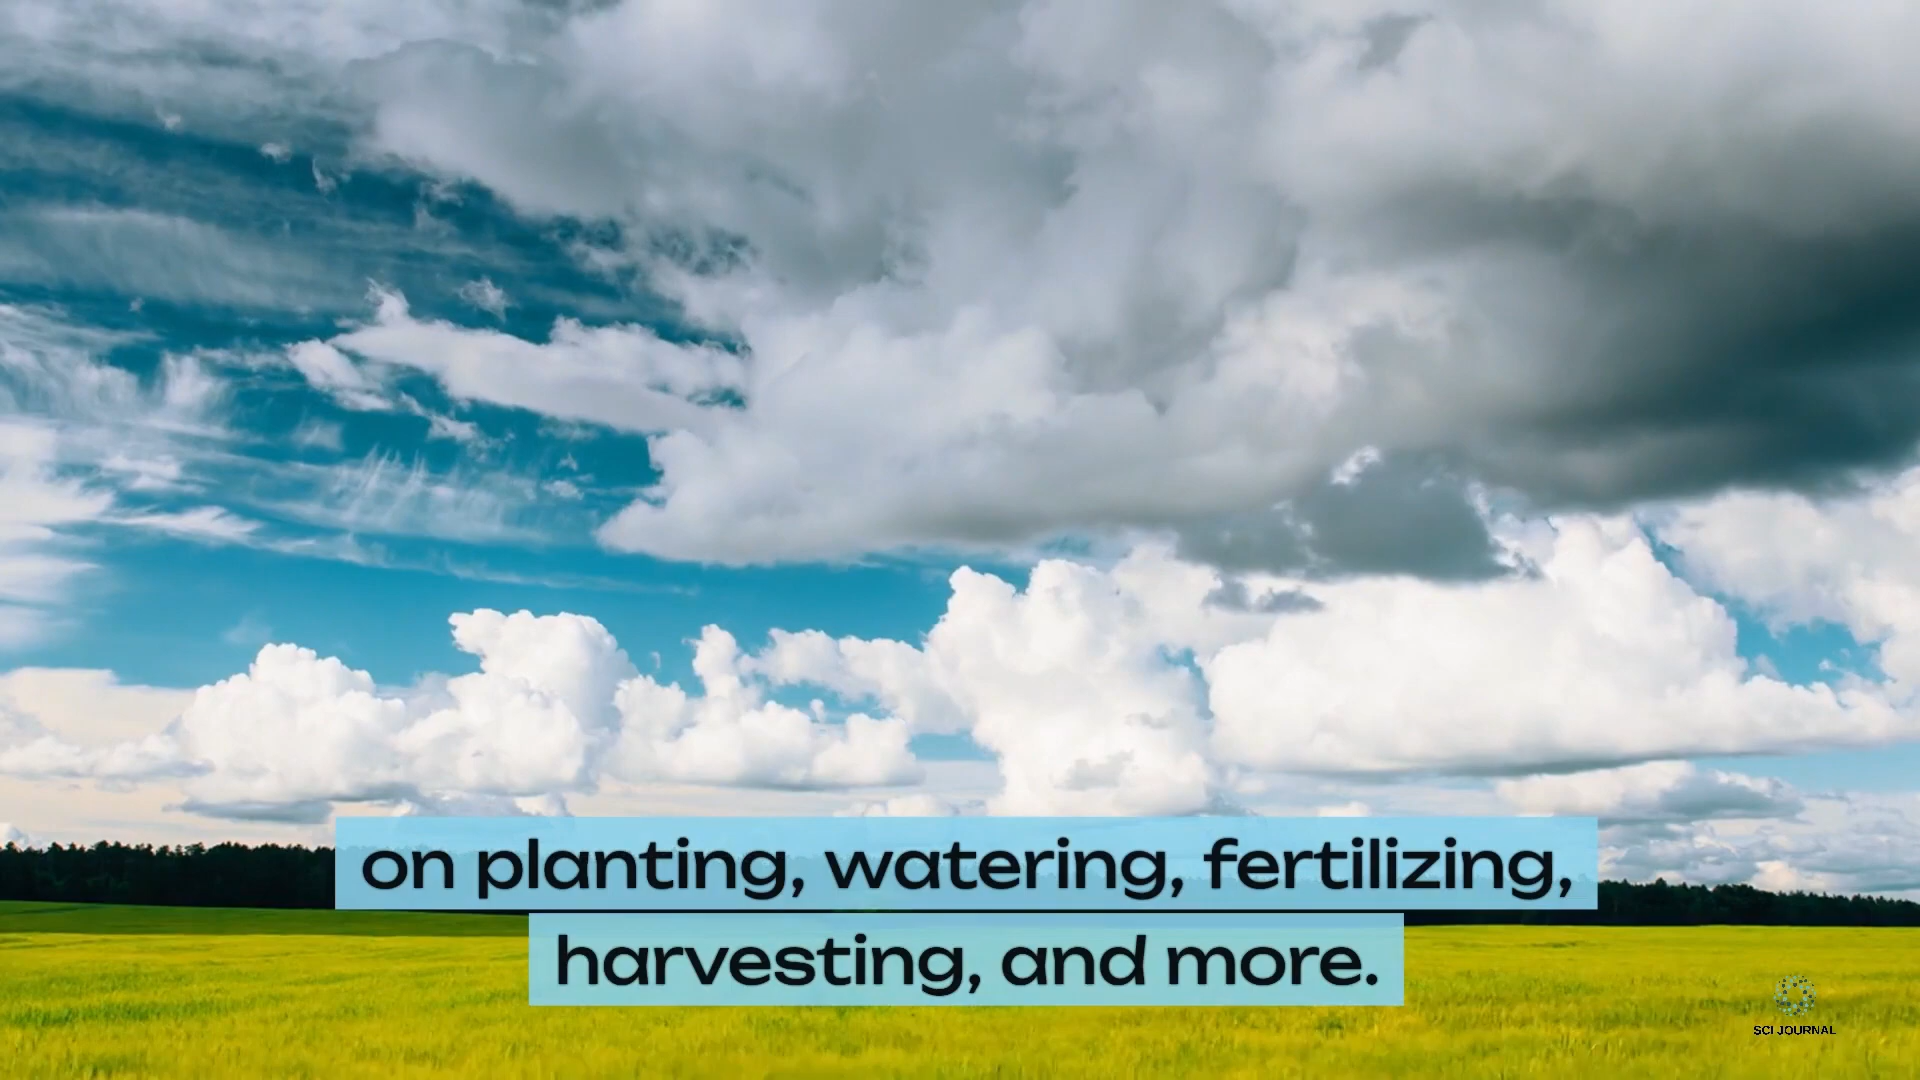 on planting, watering, fertilizing,
harvesting, and more.
SCI JOURNAL